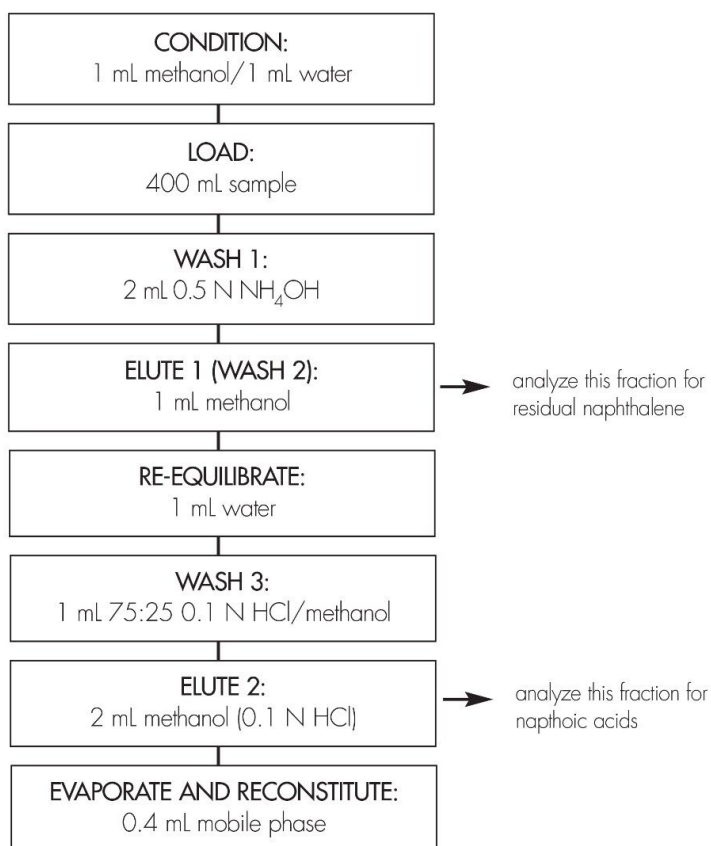 CONDITION:
1 mL methanol/1 mL water
LOAD:
400 mL sample
WASH 1:
2 mL 0.5 N NH₄OH
ELUTE 1 (WASH 2):
1 mL methanol
analyze this fraction for
residual naphthalene
RE-EQUILIBRATE:
1 mL water
WASH 3:
1 mL 75:25 0.1 N HCl/methanol
ELUTE 2:
2 mL methanol (0.1 N HCl)
analyze this fraction for
napthoic acids
EVAPORATE AND RECONSTITUTE:
0.4 mL mobile phase